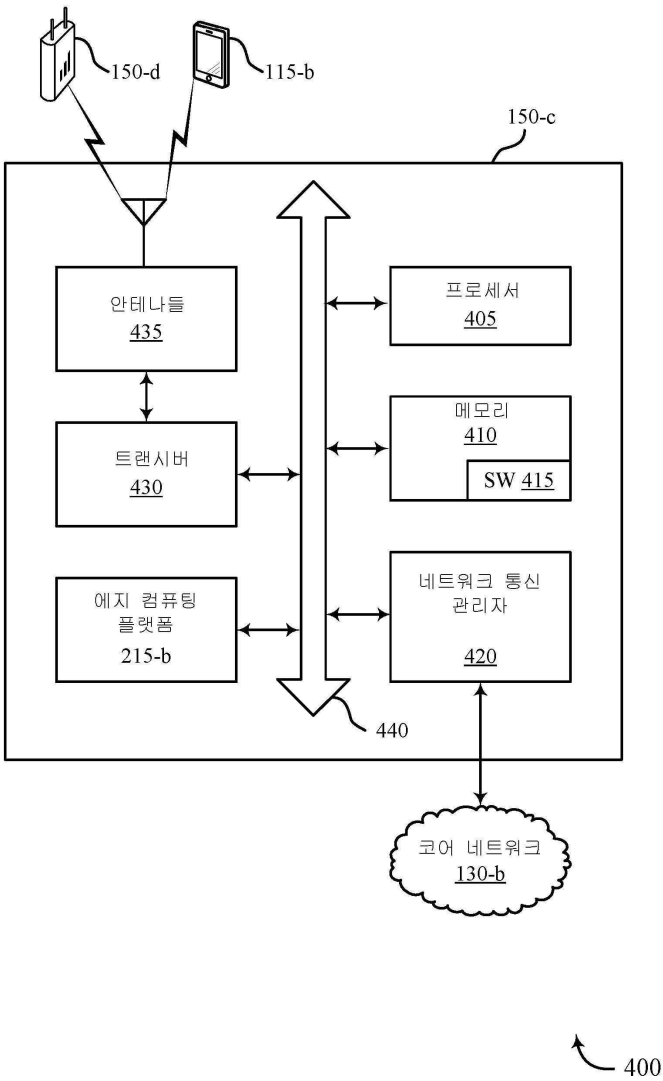 150-d
115-b
150-c
안테나들
435
프로세서
405
트랜시버
430
메모리
410
SW 415
에지 컴퓨팅
플랫폼
215-b
네트워크 통신
관리자
420
440
코어 네트워크
130-b
400